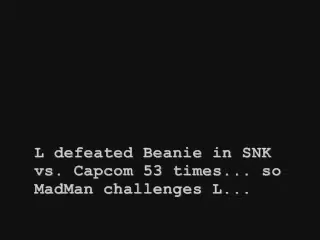 L defeated Beanie in SNK
vs. Capcom 53 times... so
MadMan challenges L...